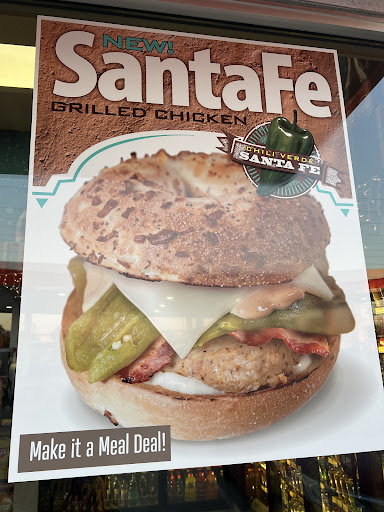 NEW!
SantaFe
GRILLED CHICKEN
CHILI VERDE
SANTA FE
Make it a Meal Deal!